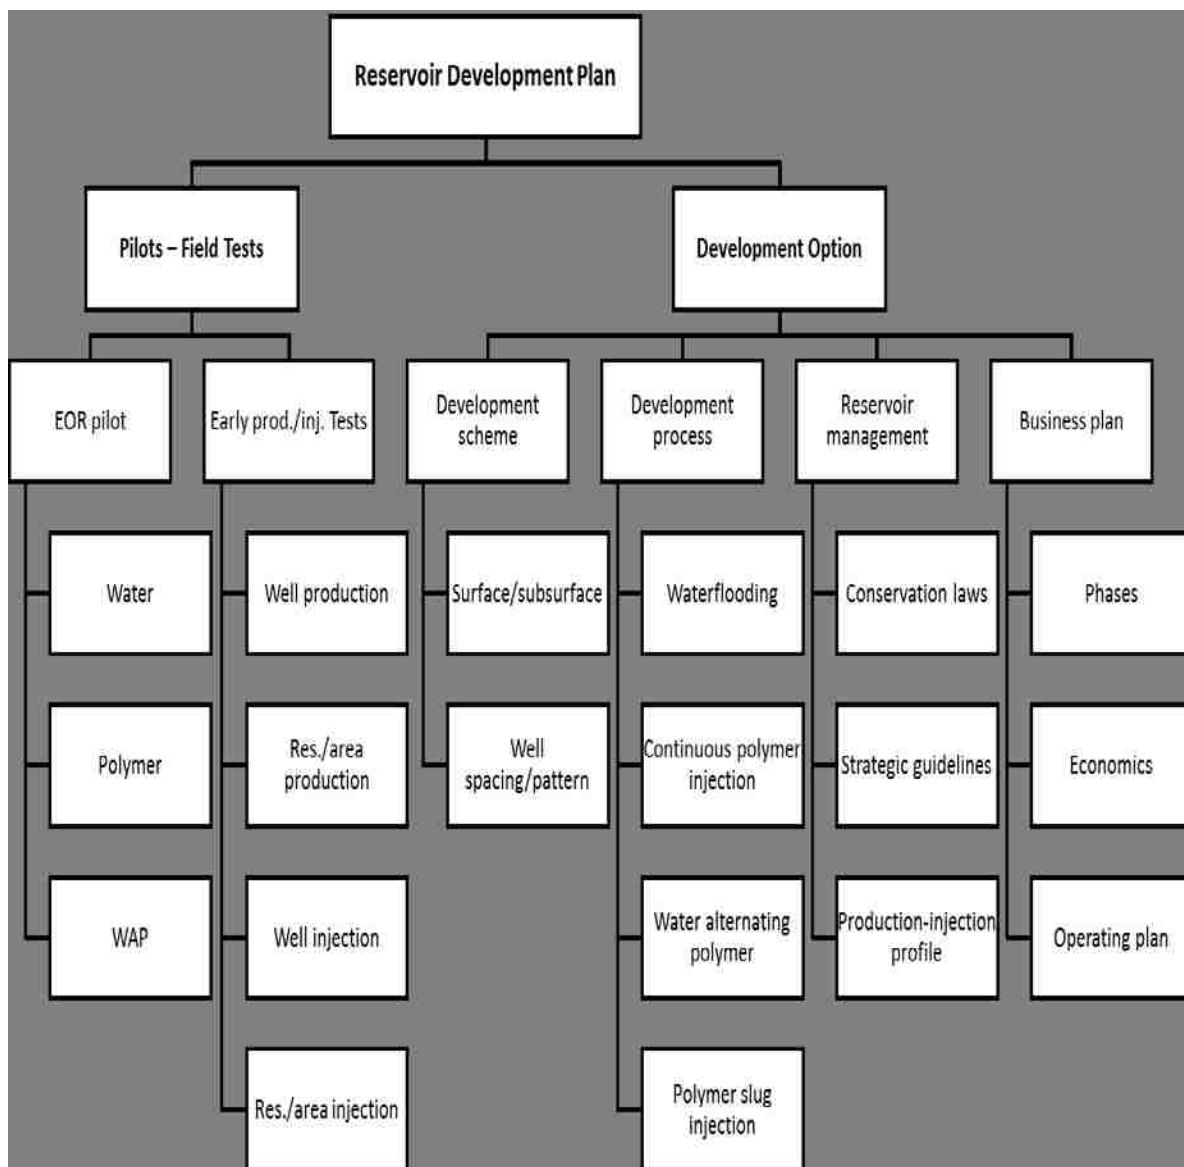 Reservoir Development Plan
Pilots – Field Tests
Development Option
EOR pilot
Early prod./inj. Tests
Development
scheme
Development
process
Reservoir
management
Business plan
Water
Well production
Surface/subsurface
Waterflooding
Conservation laws
Phases
Polymer
Res./area
production
Well
spacing/pattern
Continuous polymer
injection
Strategic guidelines
Economics
WAP
Well injection
Water alternating
polymer
Production-injection
profile
Operating plan
Res./area injection
Polymer slug
injection